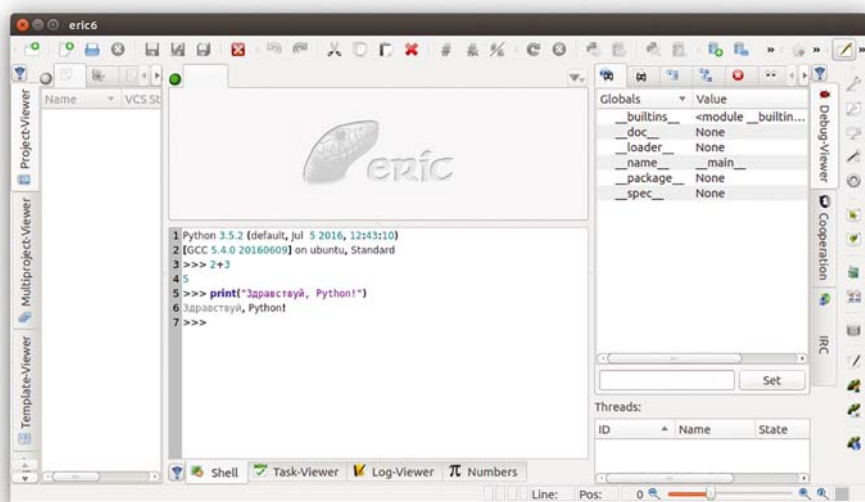 eric6
Project-Viewer
Multiproject-Viewer
Template-Viewer
Name
VCS St
eric
1 Python 3.5.2 (default, Jul 5 2016, 12:43:10)
2 [GCC 5.4.0 20160609] on ubuntu, Standard
3 >>> 2+3
4 5
5 >>> print("Здравствуй, Python!")
6 Здравствуй, Python!
7 >>>
Shell
Task-Viewer
Log-Viewer
π Numbers
Globals Value
__builtins__ <module __builtin...
__doc__ None
__loader__ None
__name__ __main__
__package__ None
__spec__ None
Set
Threads:
ID Name State
Debug-Viewer
Cooperation
IRC
Line: Pos: 0